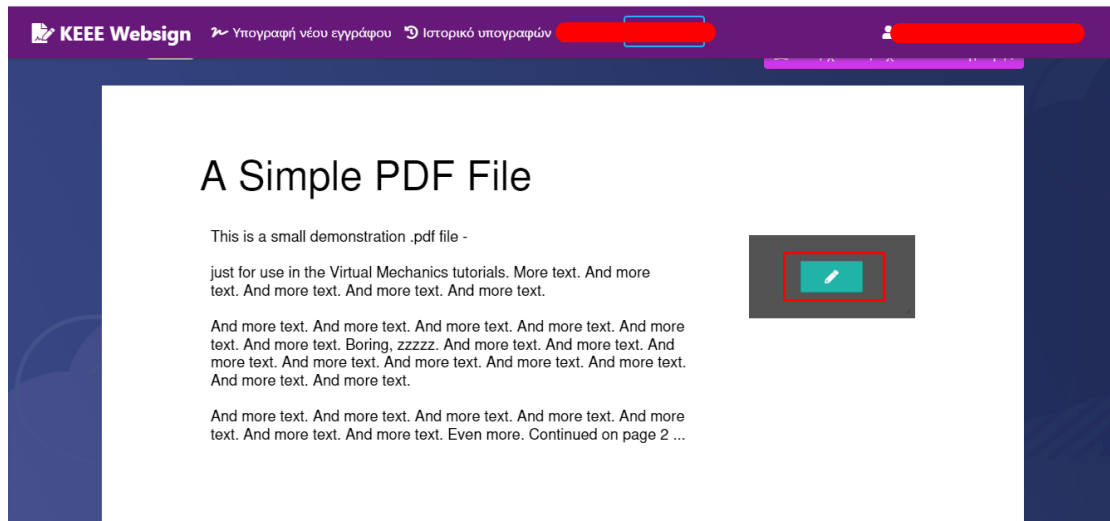 KEEE Websign Υπογραφή νέου εγγράφου Ιστορικό υπογραφών
A Simple PDF File
This is a small demonstration .pdf file -
just for use in the Virtual Mechanics tutorials. More text. And more
text. And more text. And more text. And more text.
And more text. And more text. And more text. And more text. And more
text. And more text. Boring, zzzzz. And more text. And more text. And
more text. And more text. And more text. And more text. And more text.
And more text. And more text.
And more text. And more text. And more text. And more text. And more
text. And more text. And more text. Even more. Continued on page 2 ...